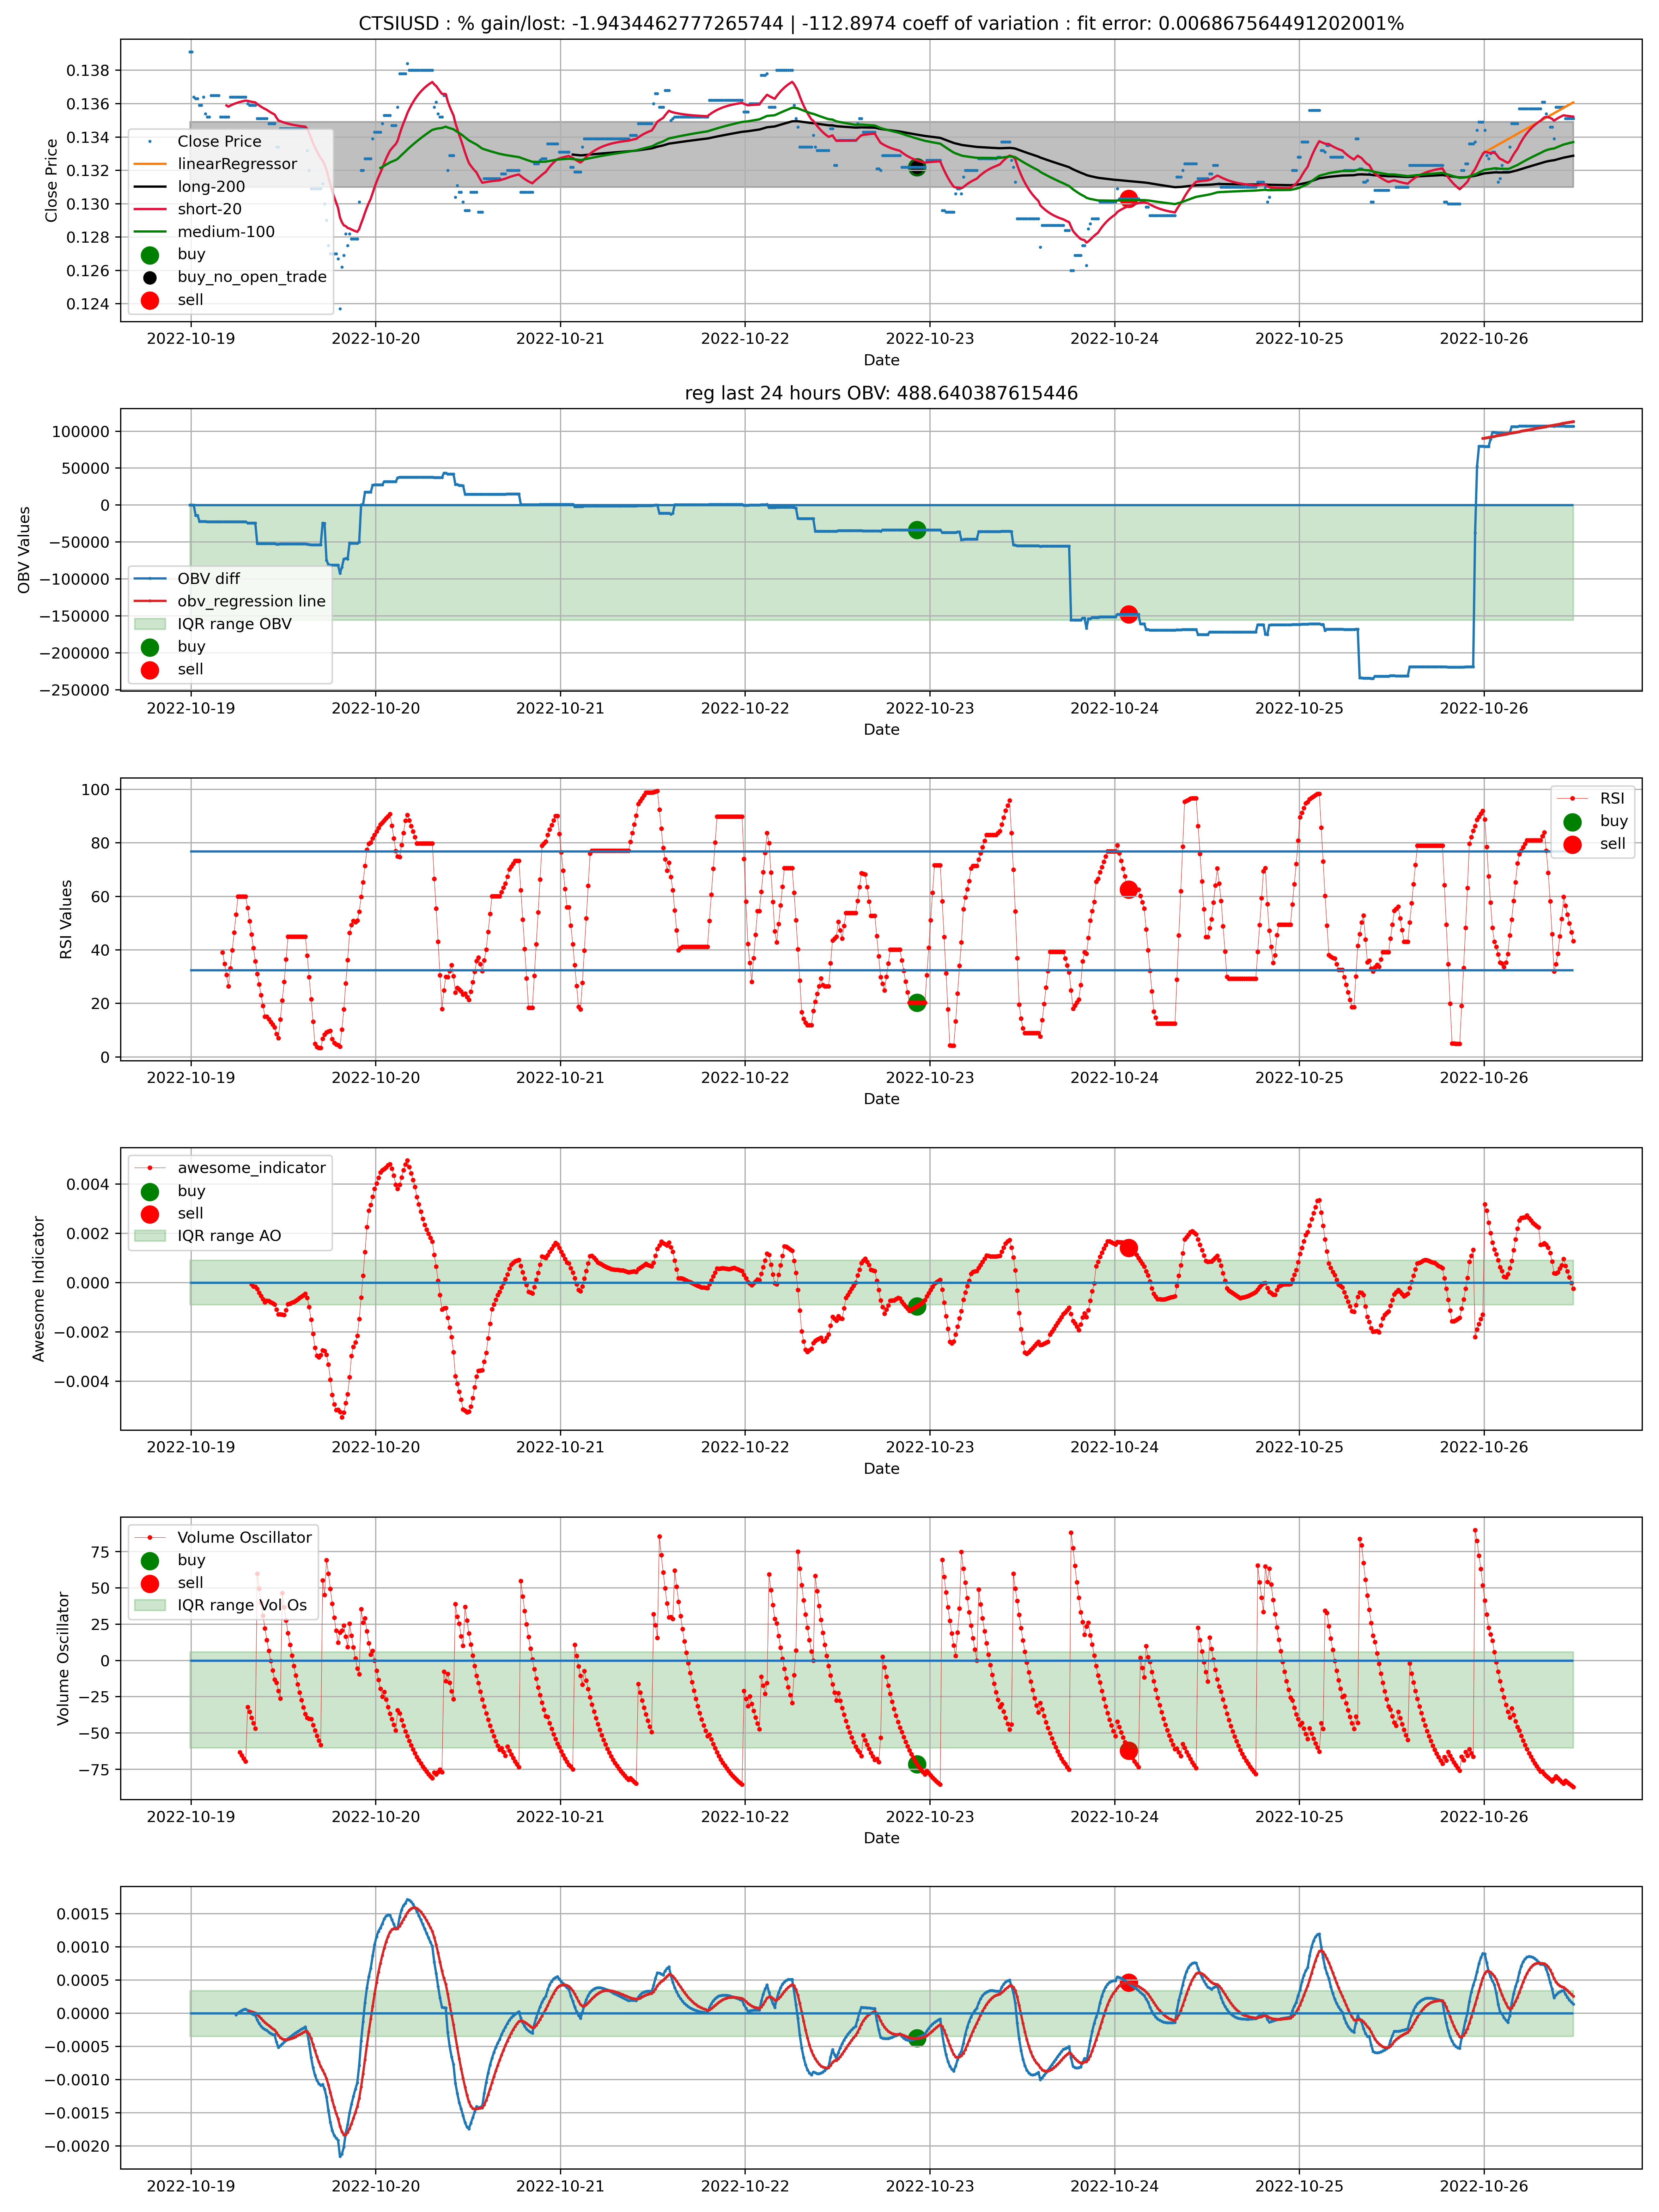 CTSIUSD : % gain/lost: -1.9434462777265744 | -112.8974 coeff of variation : fit error: 0.006867564491202001%
0.138
0.136
0.134
0.132
0.130
0.128
0.126
0.124
Close Price
Close Price
linearRegressor
long-200
short-20
medium-100
buy
buy_no_open_trade
sell
2022-10-19 2022-10-20 2022-10-21 2022-10-22 2022-10-23 2022-10-24 2022-10-25 2022-10-26
Date
reg last 24 hours OBV: 488.640387615446
100000
50000
0
−50000
−100000
−150000
−200000
−250000
OBV Values
OBV diff
obv_regression line
IQR range OBV
buy
sell
2022-10-19 2022-10-20 2022-10-21 2022-10-22 2022-10-23 2022-10-24 2022-10-25 2022-10-26
Date
100
80
60
40
20
0
RSI Values
RSI
buy
sell
2022-10-19 2022-10-20 2022-10-21 2022-10-22 2022-10-23 2022-10-24 2022-10-25 2022-10-26
Date
0.004
0.002
0.000
−0.002
−0.004
Awesome Indicator
awesome_indicator
buy
sell
IQR range AO
2022-10-19 2022-10-20 2022-10-21 2022-10-22 2022-10-23 2022-10-24 2022-10-25 2022-10-26
Date
75
50
25
0
−25
−50
−75
Volume Oscillator
Volume Oscillator
buy
sell
IQR range Vol Os
2022-10-19 2022-10-20 2022-10-21 2022-10-22 2022-10-23 2022-10-24 2022-10-25 2022-10-26
Date
0.0015
0.0010
0.0005
0.0000
−0.0005
−0.0010
−0.0015
−0.0020
2022-10-19 2022-10-20 2022-10-21 2022-10-22 2022-10-23 2022-10-24 2022-10-25 2022-10-26